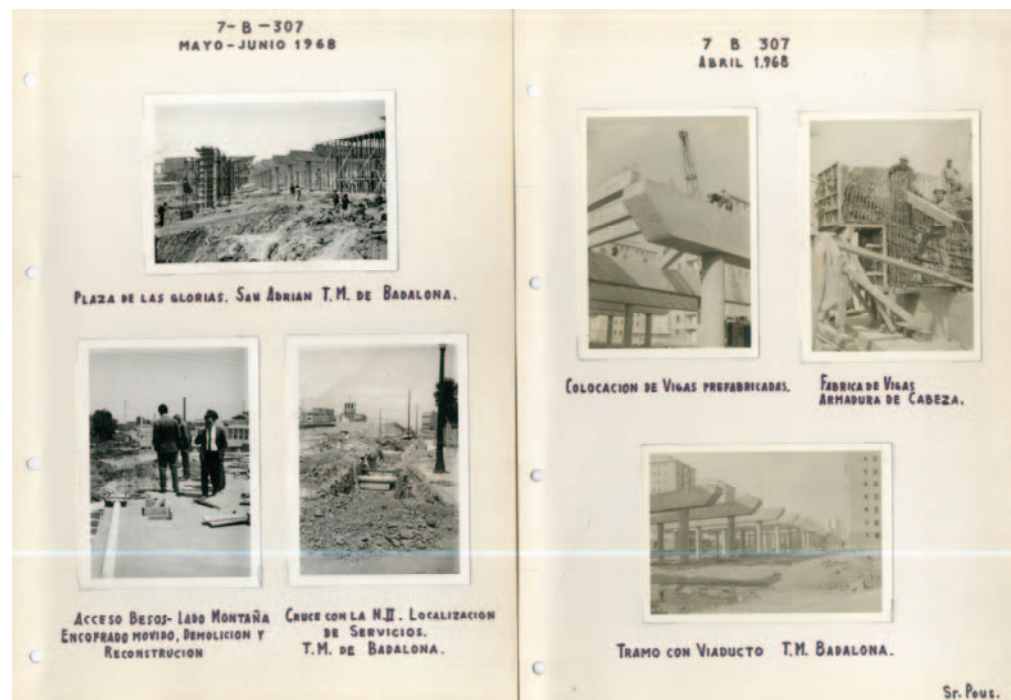 7-B-307
MAYO-JUNIO 1968
PLAZA DE LAS GLORIAS. SAN ADRIAN T.M. DE BADALONA.
ACCESO BESOS-LADO MONTAÑA
ENCOFRADO MOVIDO, DEMOLICION Y
RECONSTRUCION
CRUCE CON LA N.II. LOCALIZACION
DE SERVICIOS.
T.M. DE BADALONA.
7 B 307
ABRIL 1.968
COLOCACION DE VIGAS PREFABRICADAS.
FABRICA DE VIGAS
ARMADURA DE CABEZA.
TRAMO CON VIADUCTO T.M. BADALONA.
Sr. Pous.